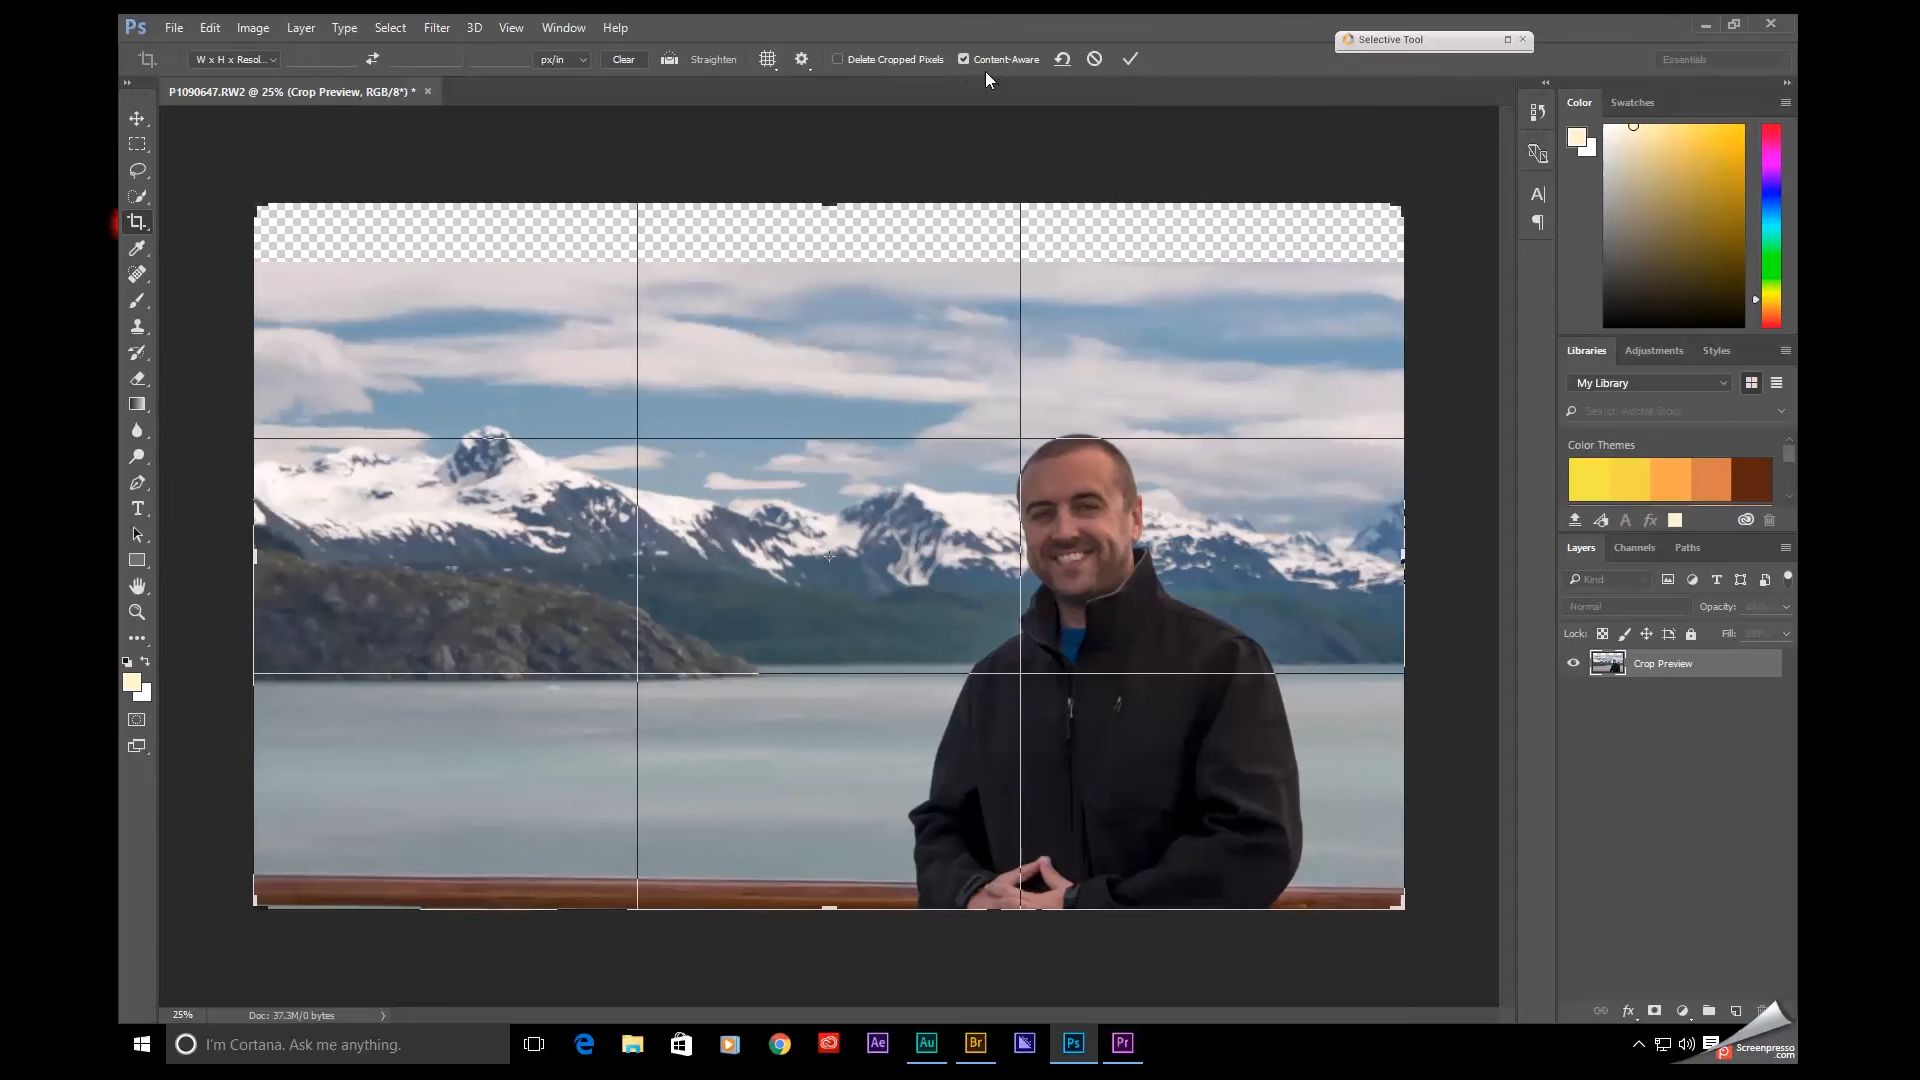 Ps File Edit Image Layer Type Select Filter 3D View Window Help
Selective Tool
W x H x Resol... px/in Clear Straighten Delete Cropped Pixels Content-Aware Essentials
P1090647.RW2 @ 25% (Crop Preview, RGB/8*) *
Color Swatches
Libraries Adjustments Styles
My Library
Search Adobe Stock
Color Themes
Layers Channels Paths
Kind
Normal Opacity:
Lock: Fill:
Crop Preview
25% Doc: 37.3M/0 bytes
I'm Cortana. Ask me anything.
Ae Au Br Ps Pr
Screenpresso
.com